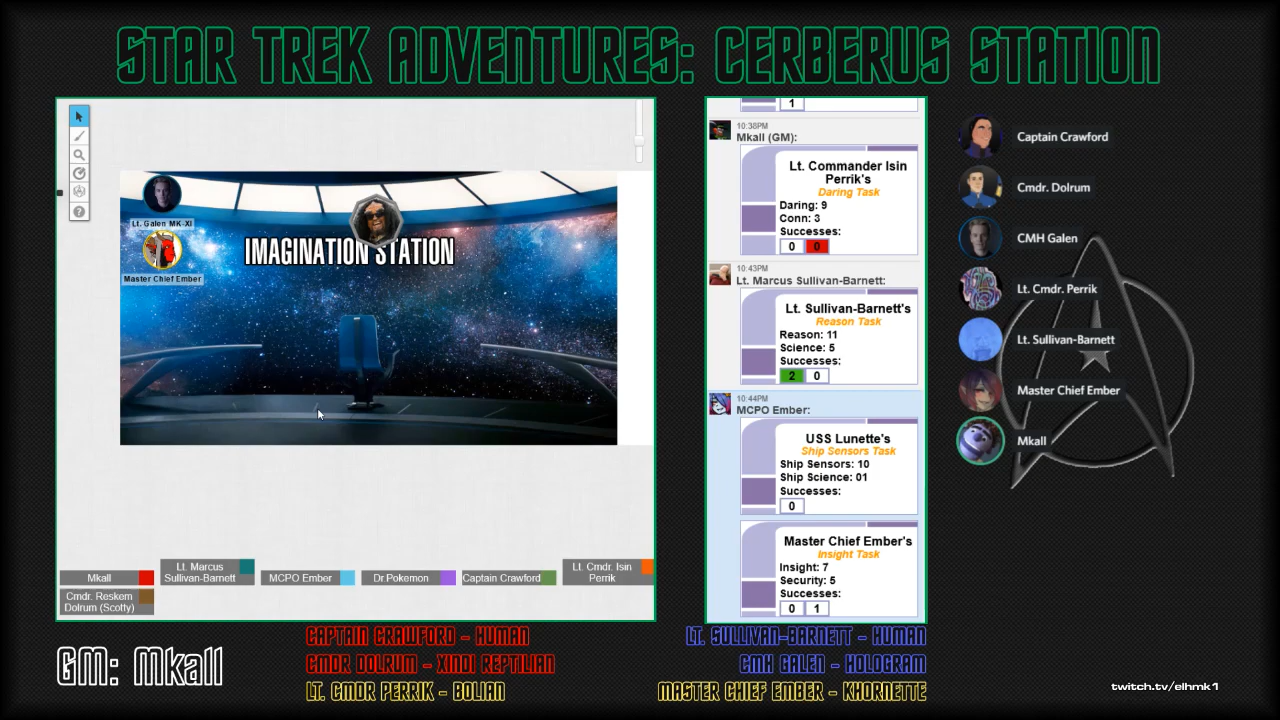 STAR TREK ADVENTURES: CERBERUS STATION
Lt. Galen MK-XI
IMAGINATION STATION
Master Chief Ember
Mkall
Lt. Marcus
Sullivan-Barnett
MCPO Ember
Dr.Pokemon
Captain Crawford
Lt. Cmdr. Isin
Perrik
Cmdr. Reskem
Dolrum (Scotty)
1
10:38PM
Mkall (GM):
Lt. Commander Isin
Perrik's
Daring Task
Daring: 9
Conn: 3
Successes:
0 0
10:43PM
Lt. Marcus Sullivan-Barnett:
Lt. Sullivan-Barnett's
Reason Task
Reason: 11
Science: 5
Successes:
2 0
10:44PM
MCPO Ember:
USS Lunette's
Ship Sensors Task
Ship Sensors: 10
Ship Science: 01
Successes:
0
Master Chief Ember's
Insight Task
Insight: 7
Security: 5
Successes:
0 1
Captain Crawford
Cmdr. Dolrum
CMH Galen
Lt. Cmdr. Perrik
Lt. Sullivan-Barnett
Master Chief Ember
Mkall
GM: Mkall
CAPTAIN CRAWFORD - HUMAN
CMDR DOLRUM - XINDI REPTILIAN
LT. CMDR PERRIK - BOLIAN
LT. SULLIVAN-BARNETT - HUMAN
CMH GALEN - HOLOGRAM
MASTER CHIEF EMBER - KHORNETTE
twitch.tv/elhmk1